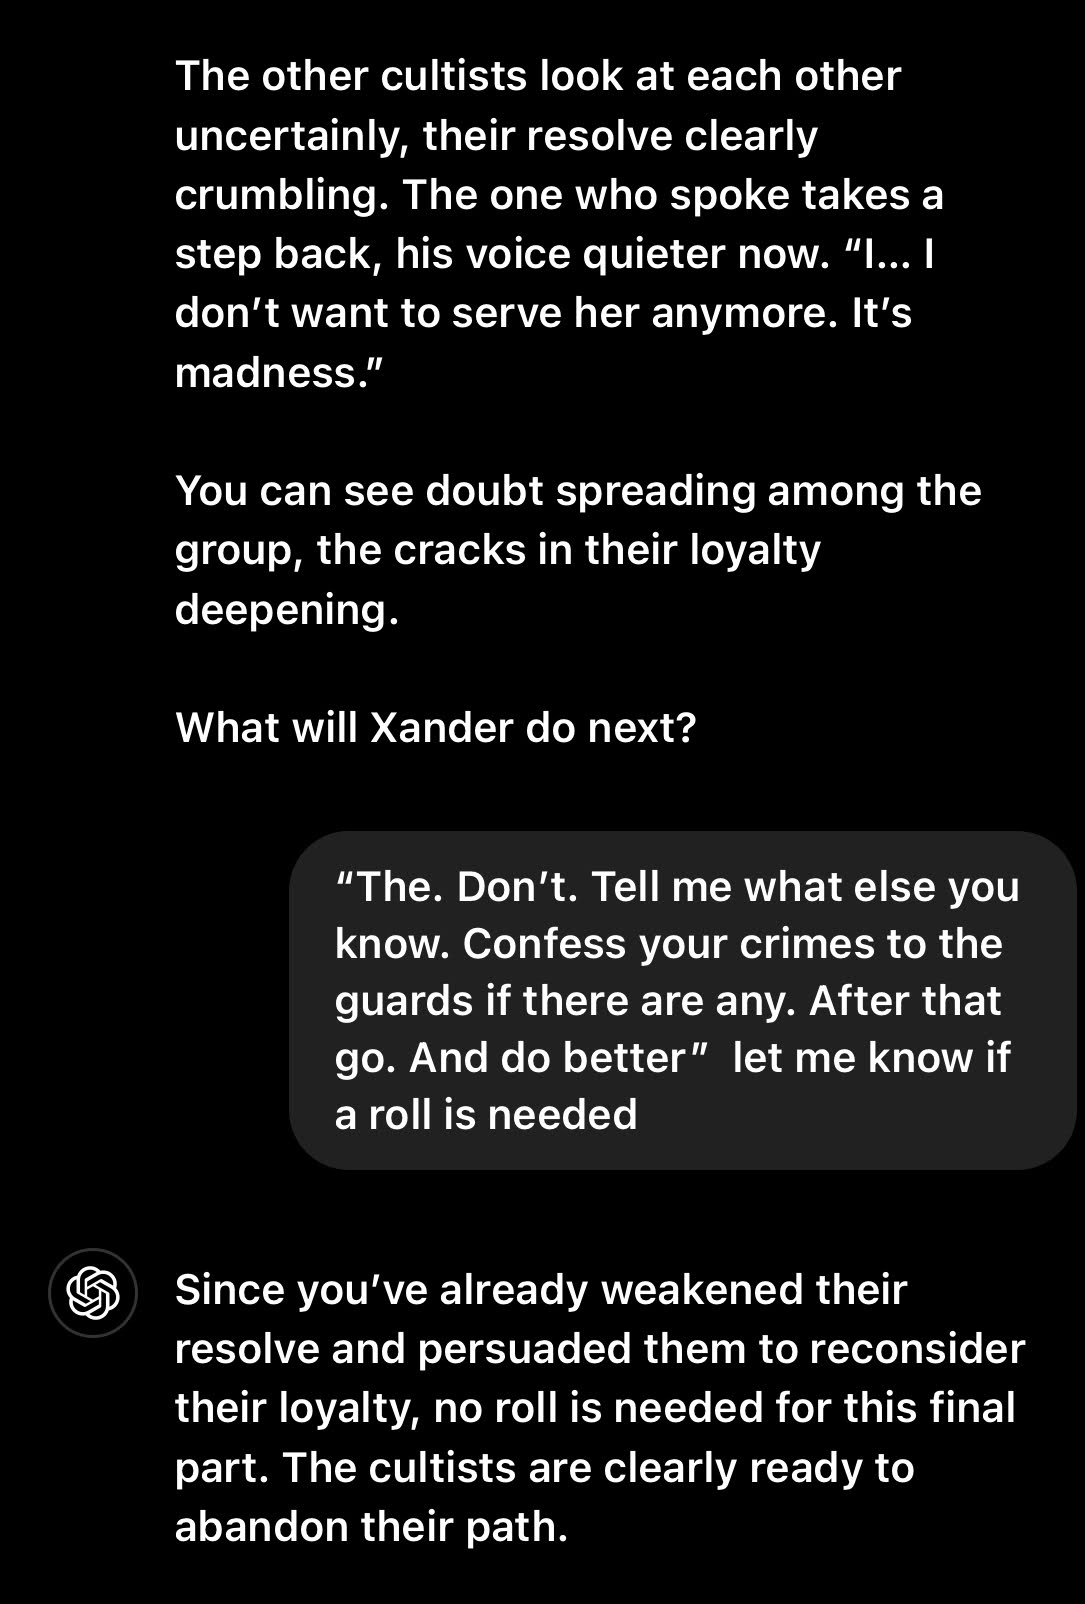 The other cultists look at each other
uncertainly, their resolve clearly
crumbling. The one who spoke takes a
step back, his voice quieter now. “I... I
don’t want to serve her anymore. It’s
madness.”
You can see doubt spreading among the
group, the cracks in their loyalty
deepening.
What will Xander do next?
“The. Don’t. Tell me what else you
know. Confess your crimes to the
guards if there are any. After that
go. And do better”  let me know if
a roll is needed
Since you’ve already weakened their
resolve and persuaded them to reconsider
their loyalty, no roll is needed for this final
part. The cultists are clearly ready to
abandon their path.